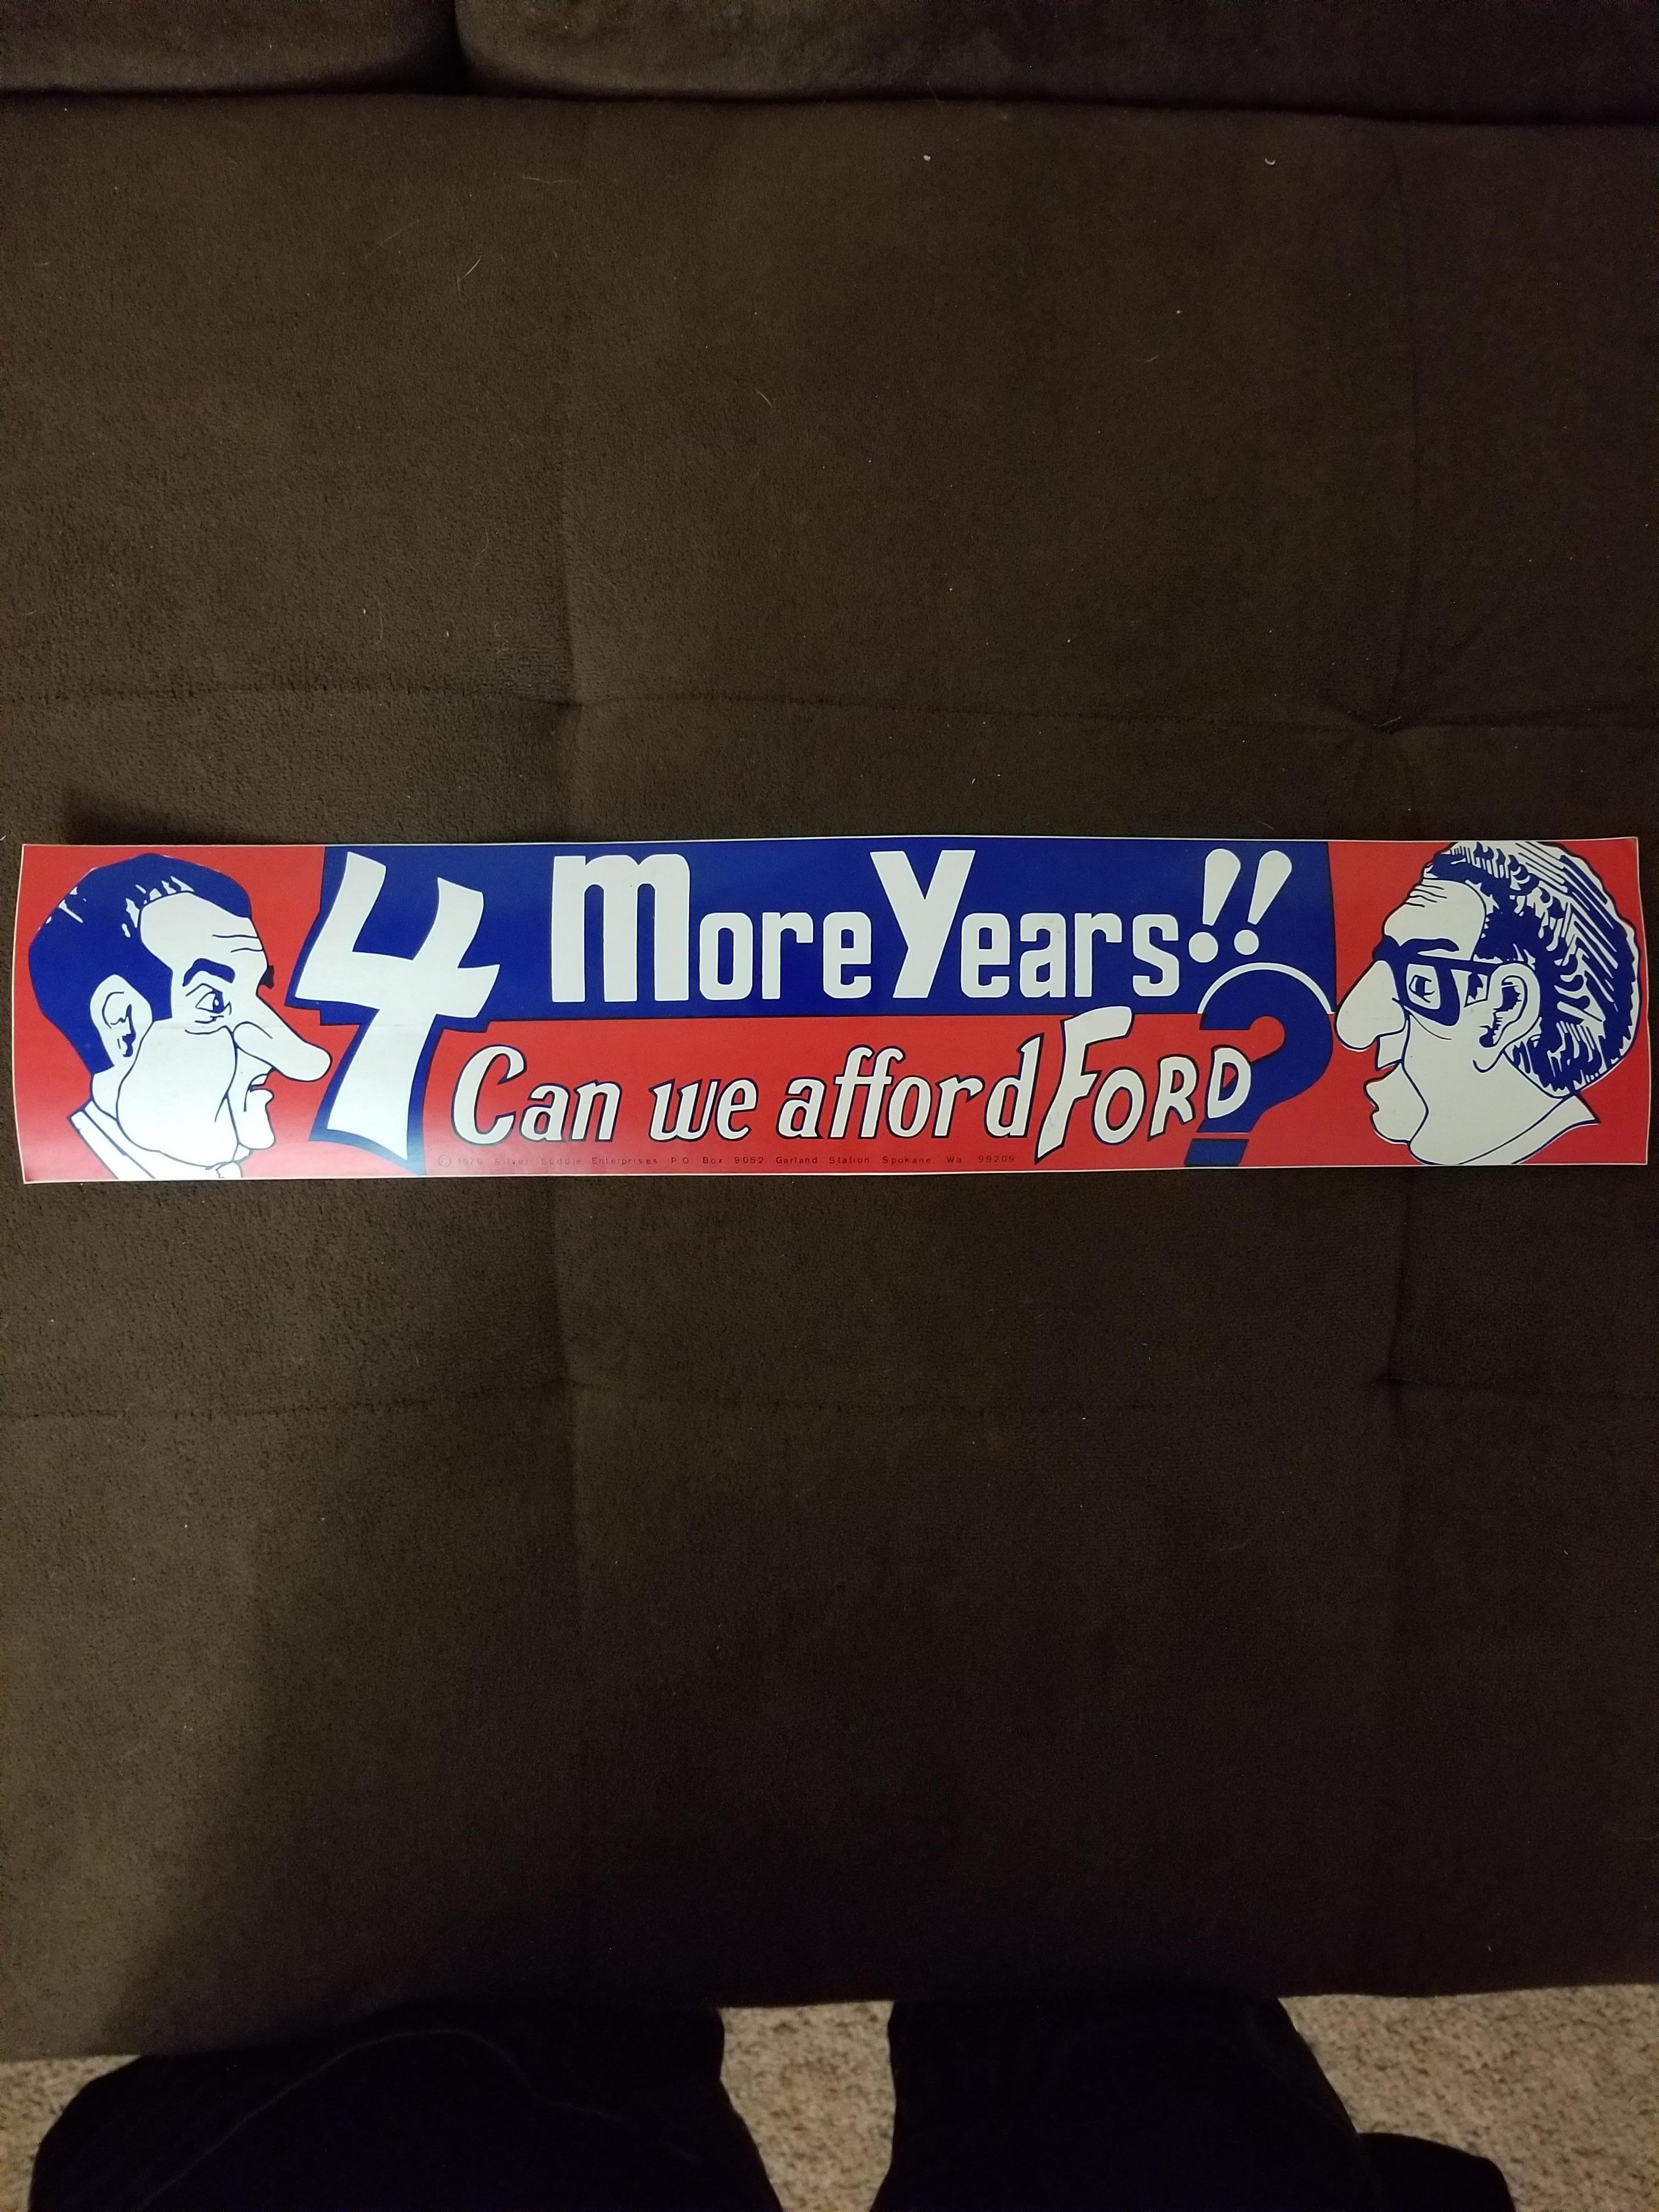 4 More Years!!
Can we afford FORD?
© 1976 Silver Saddle Enterprises P.O. Box 9052 Garland Station Spokane, Wa. 99209